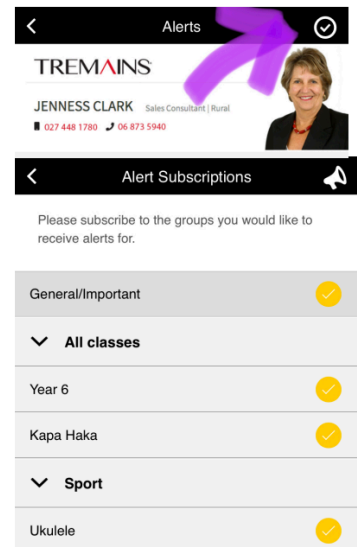 Alerts
TREMAINS
JENNESS CLARK Sales Consultant | Rural
027 448 1780 06 873 5940
Alert Subscriptions
Please subscribe to the groups you would like to
receive alerts for.
General/Important
All classes
Year 6
Kapa Haka
Sport
Ukulele